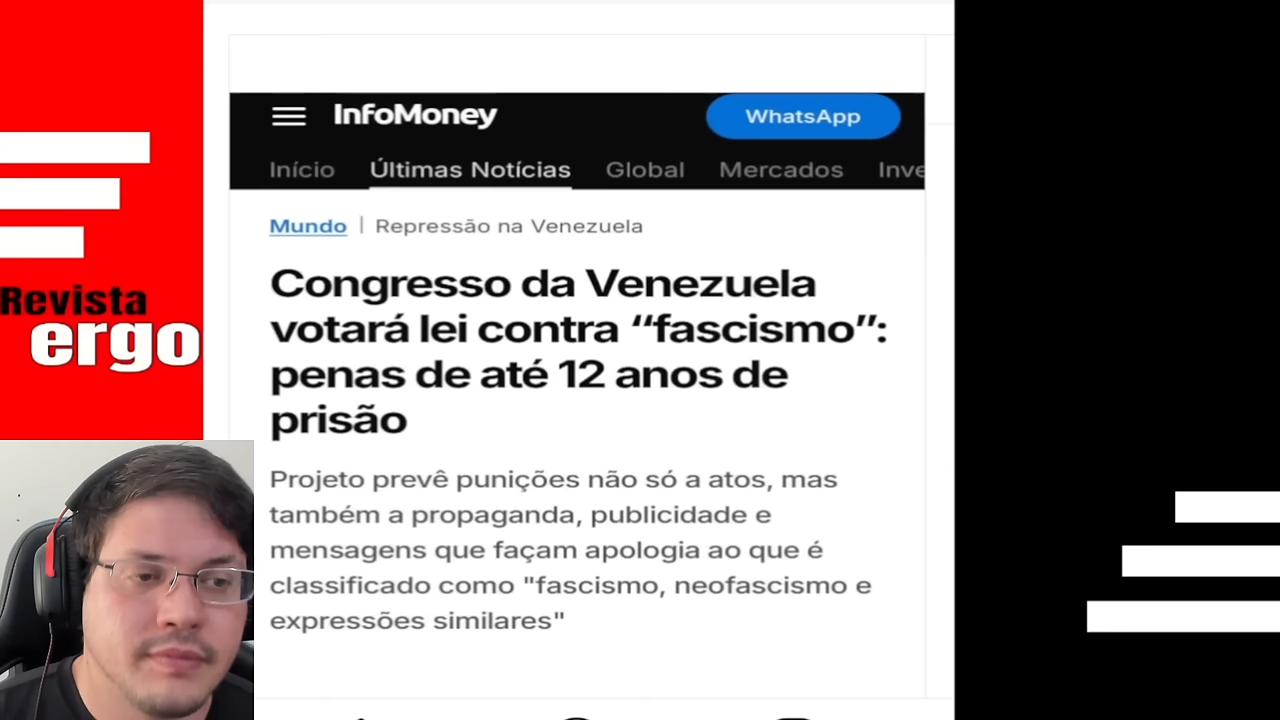 InfoMoney
WhatsApp
Início Últimas Notícias Global Mercados Inve
Mundo | Repressão na Venezuela
Congresso da Venezuela
votará lei contra “fascismo”:
penas de até 12 anos de
prisão
Projeto prevê punições não só a atos, mas
também a propaganda, publicidade e
mensagens que façam apologia ao que é
classificado como "fascismo, neofascismo e
expressões similares"
Revista
ergo